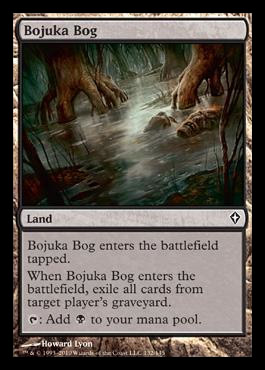 Bojuka Bog
Land
Bojuka Bog enters the battlefield
tapped.
When Bojuka Bog enters the
battlefield, exile all cards from
target player's graveyard.
: Add to your mana pool.
Howard Lyon
™ & © 1993-2010 Wizards of the Coast LLC 132/145